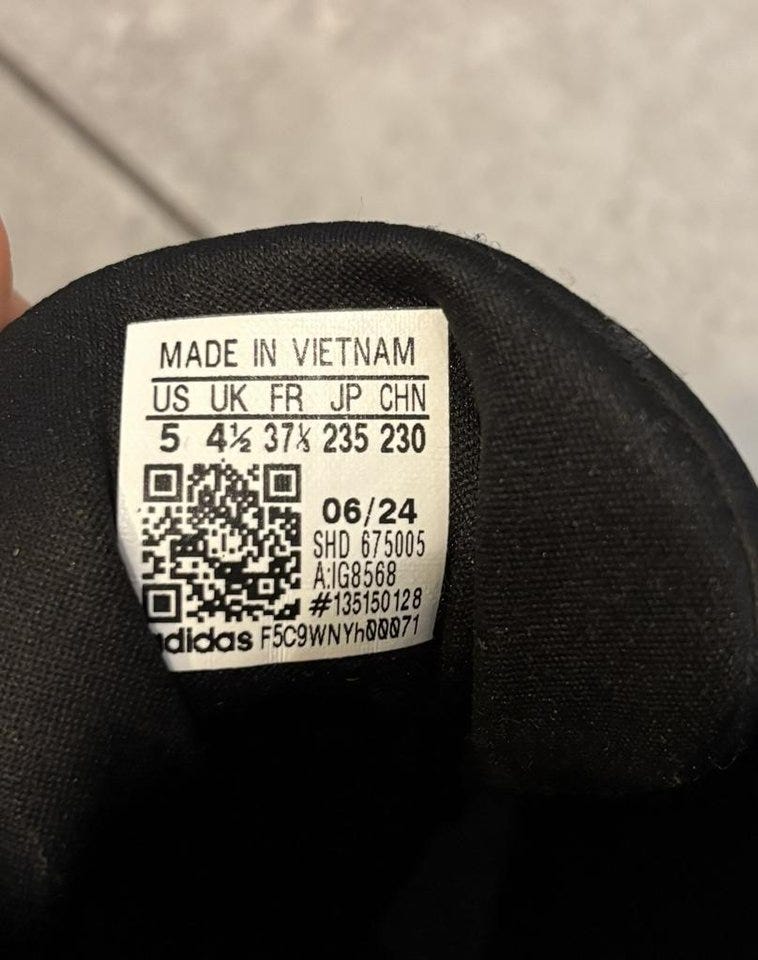 MADE IN VIETNAM
US UK FR JP CHN
5 4½ 37⅓ 235 230
06/24
SHD 675005
A:IG8568
#135150128
adidas F5C9WNYh00071